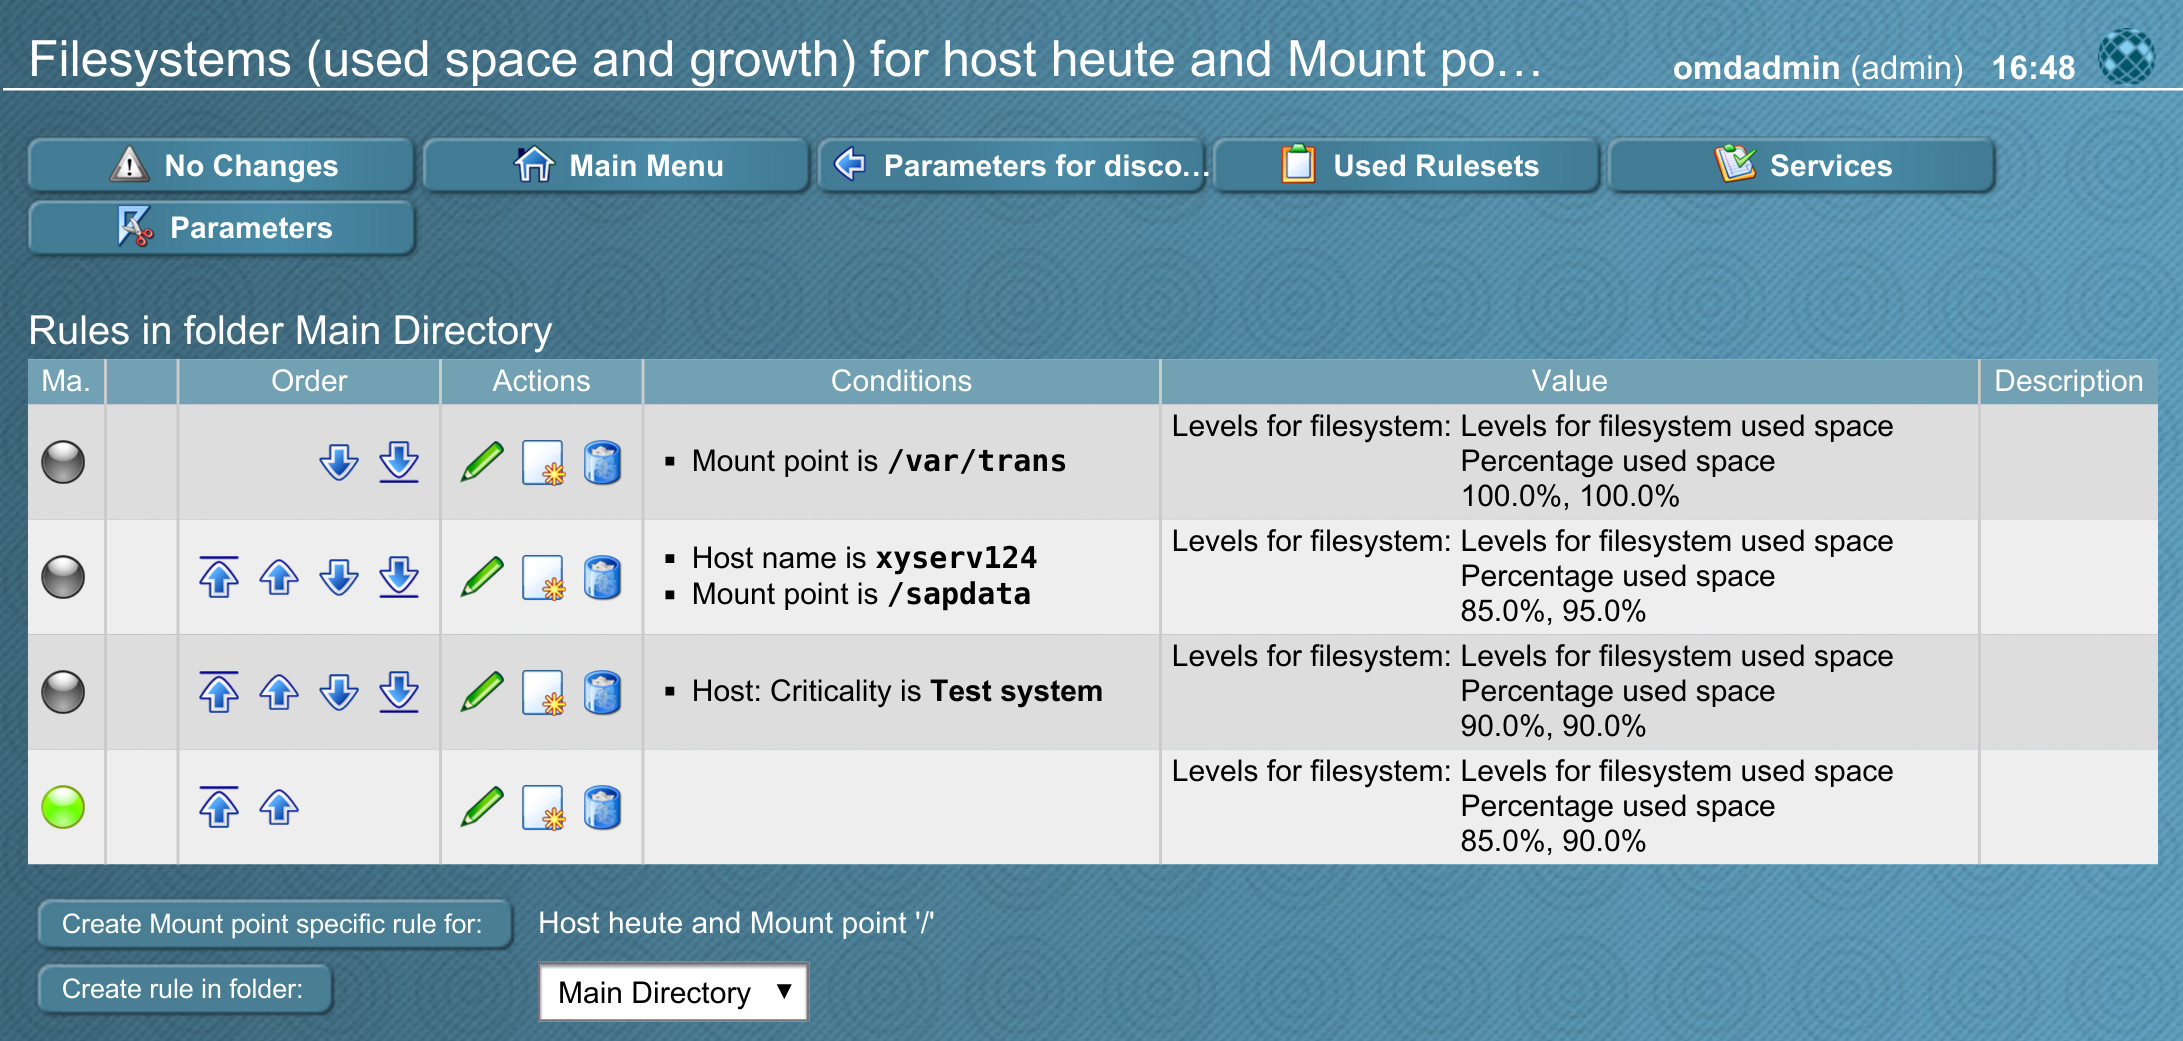 Filesystems (used space and growth) for host heute and Mount po…
omdadmin (admin) 16:48
No Changes
Main Menu
Parameters for disco…
Used Rulesets
Services
Parameters
Rules in folder Main Directory
Ma. Order Actions Conditions Value Description
Mount point is /var/trans
Levels for filesystem: Levels for filesystem used space
Percentage used space
100.0%, 100.0%
Host name is xyserv124
Mount point is /sapdata
Levels for filesystem: Levels for filesystem used space
Percentage used space
85.0%, 95.0%
Host: Criticality is Test system
Levels for filesystem: Levels for filesystem used space
Percentage used space
90.0%, 90.0%
Levels for filesystem: Levels for filesystem used space
Percentage used space
85.0%, 90.0%
Create Mount point specific rule for: Host heute and Mount point '/'
Create rule in folder: Main Directory